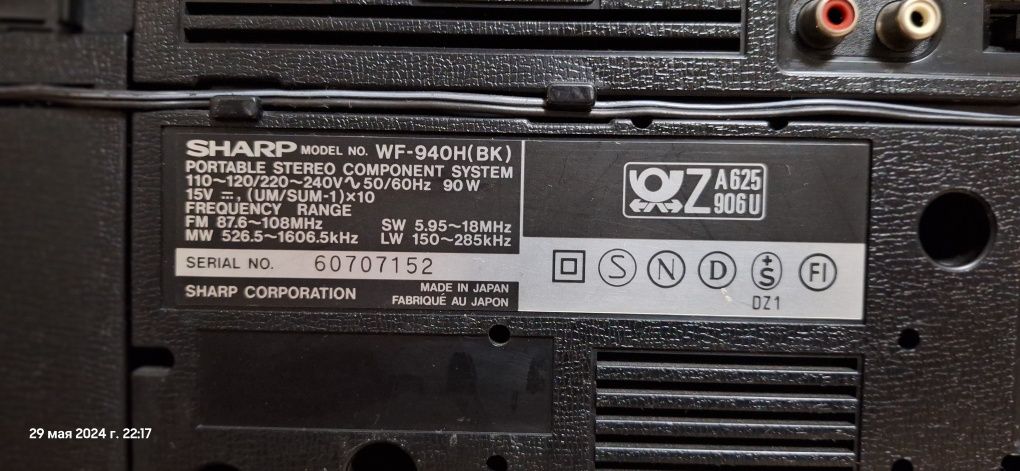 SHARP MODEL NO. WF-940H(BK)
PORTABLE STEREO COMPONENT SYSTEM
110~120/220~240V∿50/60Hz 90W
15V ⎓, (UM/SUM-1)×10
FREQUENCY RANGE
FM 87.6~108MHz SW 5.95~18MHz
MW 526.5~1606.5kHz LW 150~285kHz
SERIAL NO. 60707152
SHARP CORPORATION
MADE IN JAPAN
FABRIQUÉ AU JAPON
Z A625
906U
S N D +S FI
DZ1
29 мая 2024 г. 22:17